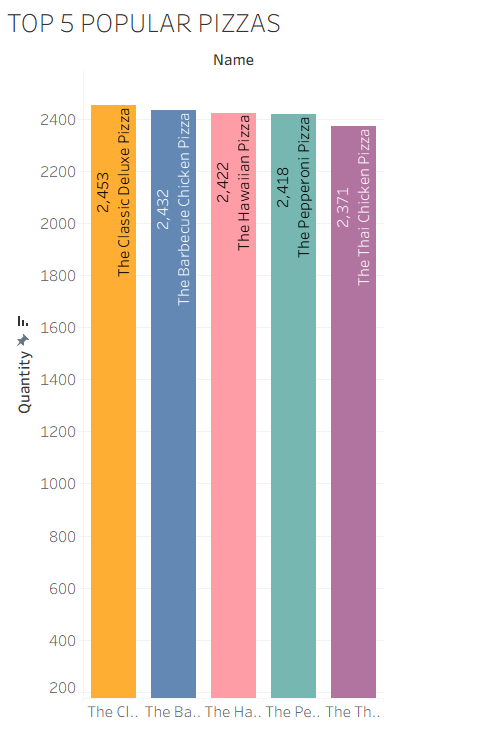 TOP 5 POPULAR PIZZAS
Name
Quantity
2400
2200
2000
1800
1600
1400
1200
1000
800
600
400
200
2,453
The Classic Deluxe Pizza
2,432
The Barbecue Chicken Pizza
2,422
The Hawaiian Pizza
2,418
The Pepperoni Pizza
2,371
The Thai Chicken Pizza
The Cl..
The Ba..
The Ha..
The Pe..
The Th..